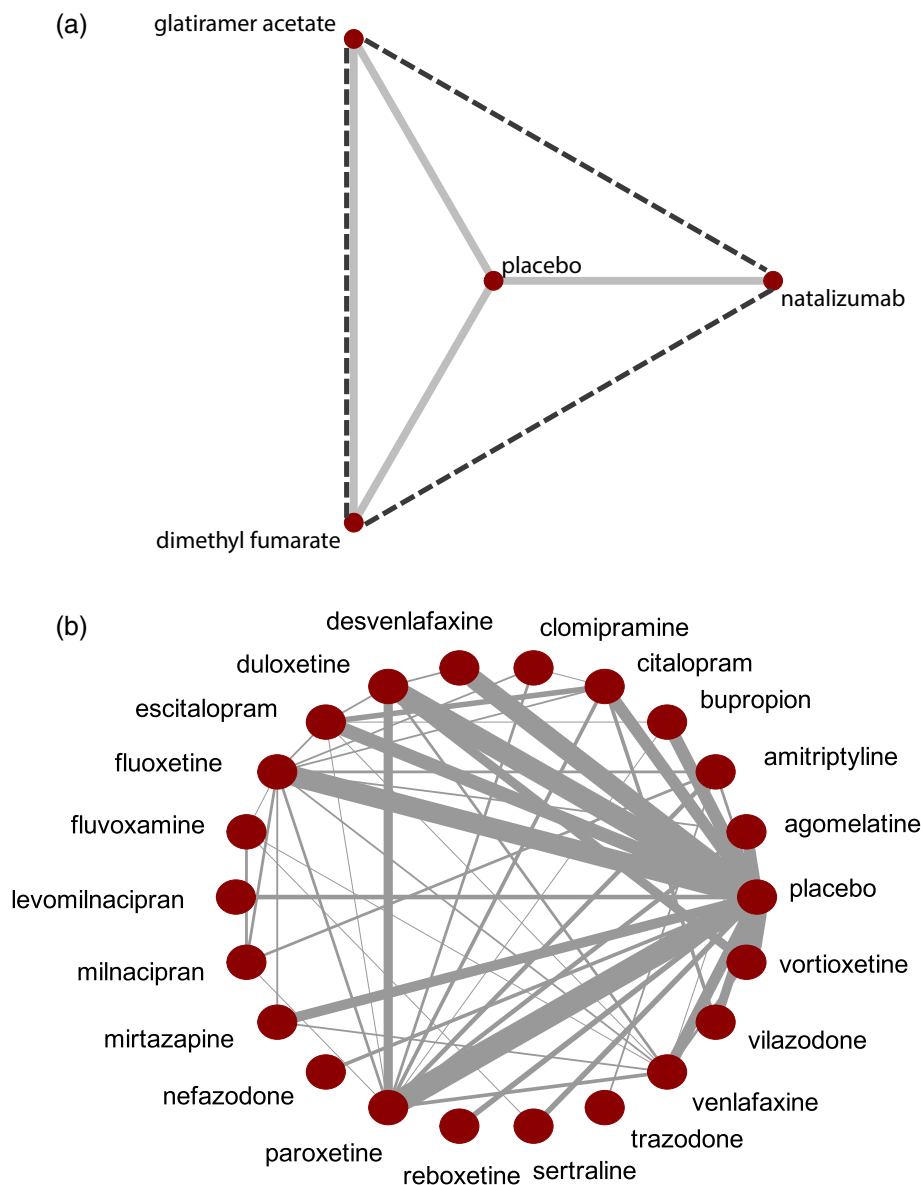 (a)
glatiramer acetate
placebo
natalizumab
dimethyl fumarate
(b)
desvenlafaxine
clomipramine
duloxetine
citalopram
escitalopram
bupropion
fluoxetine
amitriptyline
fluvoxamine
agomelatine
levomilnacipran
placebo
milnacipran
vortioxetine
mirtazapine
vilazodone
nefazodone
venlafaxine
paroxetine
trazodone
reboxetine
sertraline